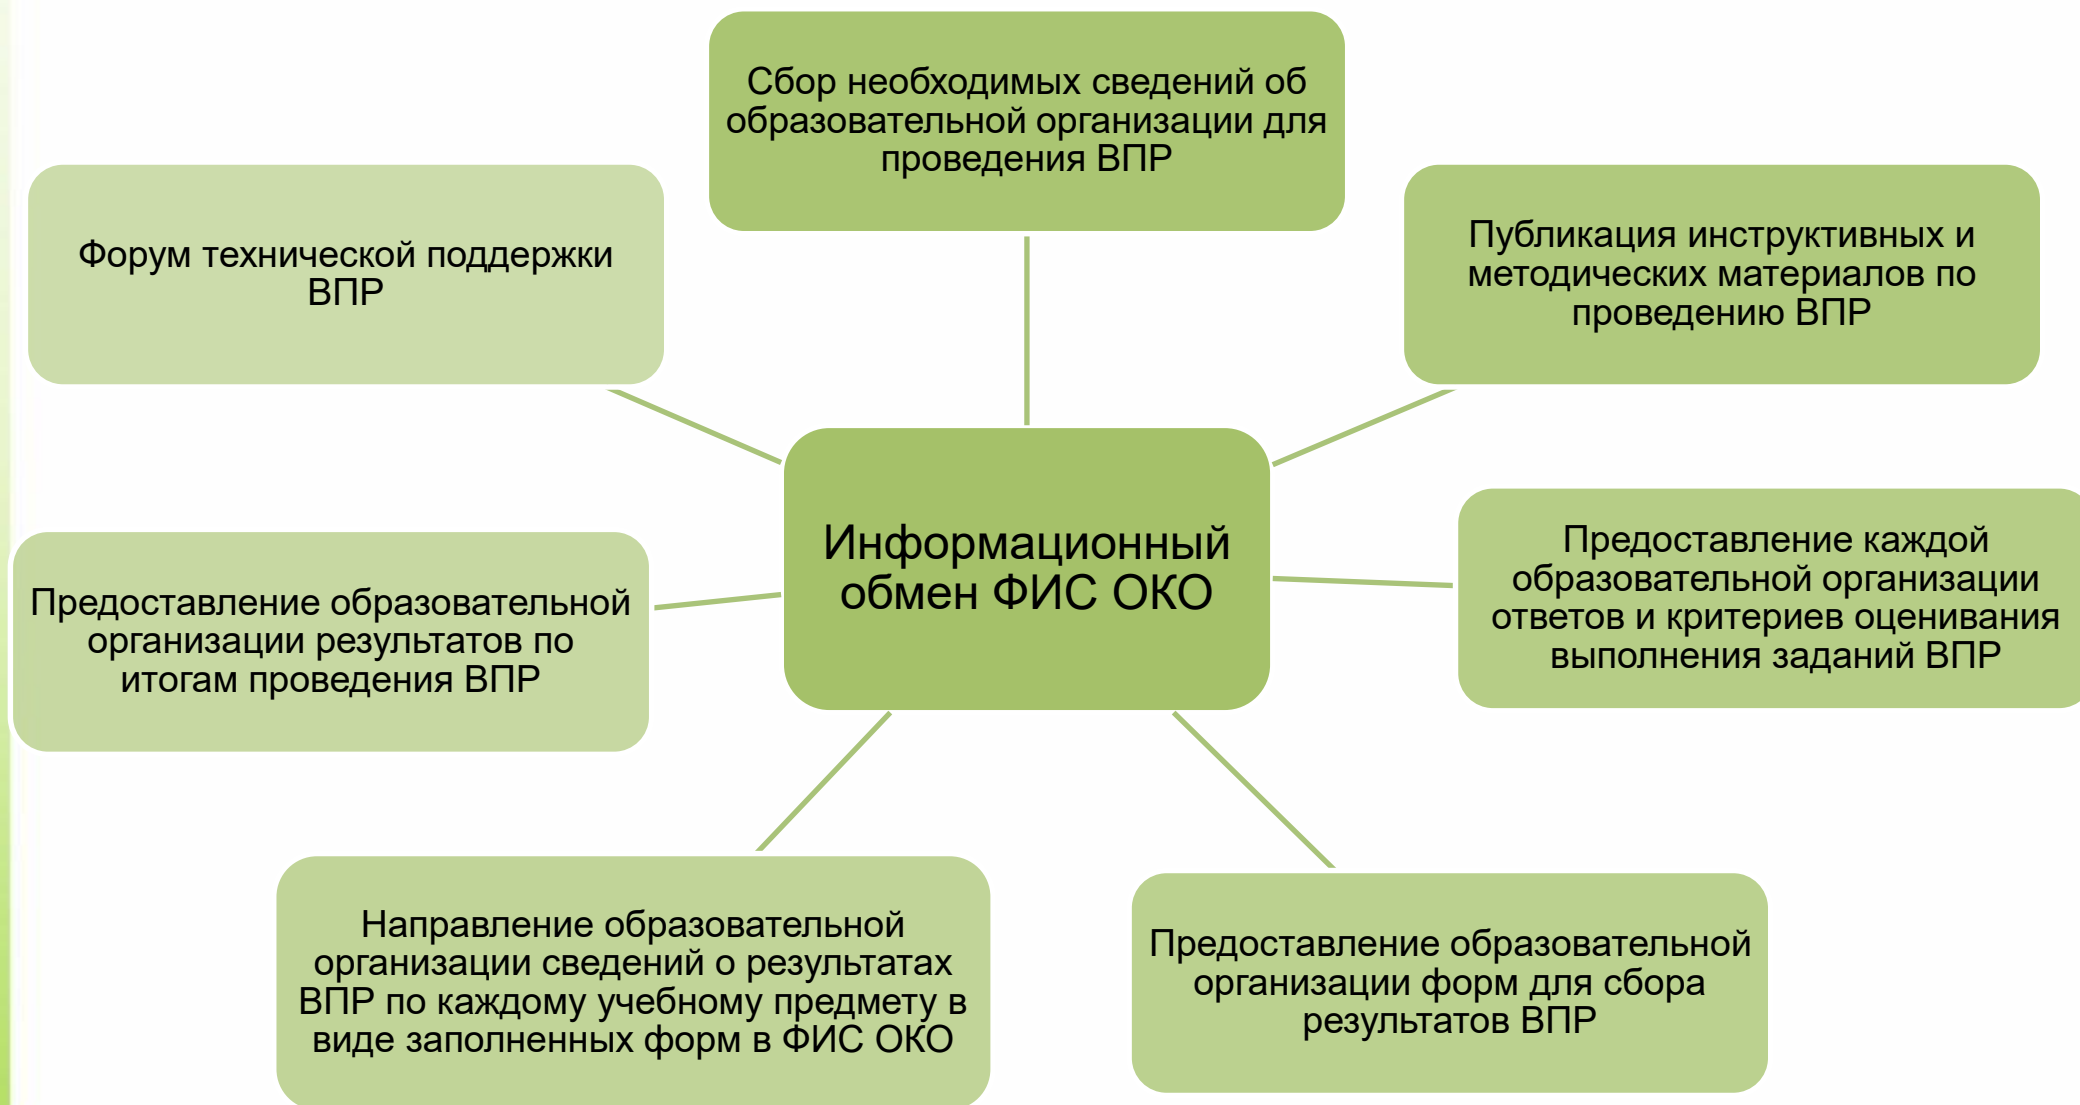 Сбор необходимых сведений об
образовательной организации для
проведения ВПР
Форум технической поддержки
ВПР
Публикация инструктивных и
методических материалов по
проведению ВПР
Информационный
обмен ФИС ОКО
Предоставление каждой
образовательной организации
ответов и критериев оценивания
выполнения заданий ВПР
Предоставление образовательной
организации результатов по
итогам проведения ВПР
Направление образовательной
организации сведений о результатах
ВПР по каждому учебному предмету в
виде заполненных форм в ФИС ОКО
Предоставление образовательной
организации форм для сбора
результатов ВПР